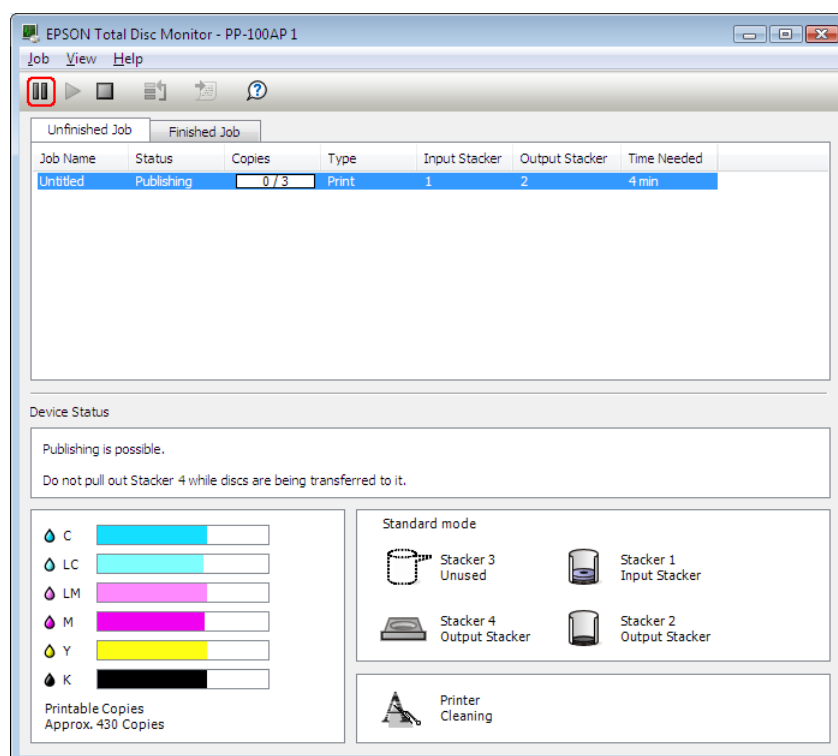 EPSON Total Disc Monitor - PP-100AP 1
Job View Help
Unfinished Job Finished Job
Job Name Status Copies Type Input Stacker Output Stacker Time Needed
Untitled Publishing 0 / 3 Print 1 2 4 min
Device Status
Publishing is possible.
Do not pull out Stacker 4 while discs are being transferred to it.
C
LC
LM
M
Y
K
Printable Copies
Approx. 430 Copies
Standard mode
Stacker 3
Unused
Stacker 1
Input Stacker
Stacker 4
Output Stacker
Stacker 2
Output Stacker
Printer
Cleaning